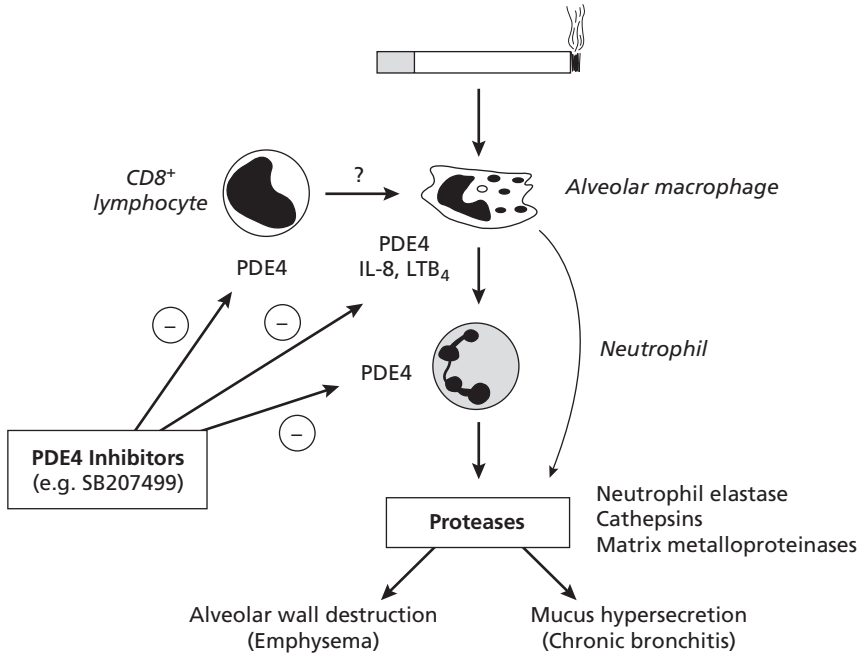 CD8+
lymphocyte
?
Alveolar macrophage
PDE4
PDE4
IL-8, LTB4
–
–
Neutrophil
PDE4
–
PDE4 Inhibitors
(e.g. SB207499)
Proteases
Neutrophil elastase
Cathepsins
Matrix metalloproteinases
Alveolar wall destruction
(Emphysema)
Mucus hypersecretion
(Chronic bronchitis)